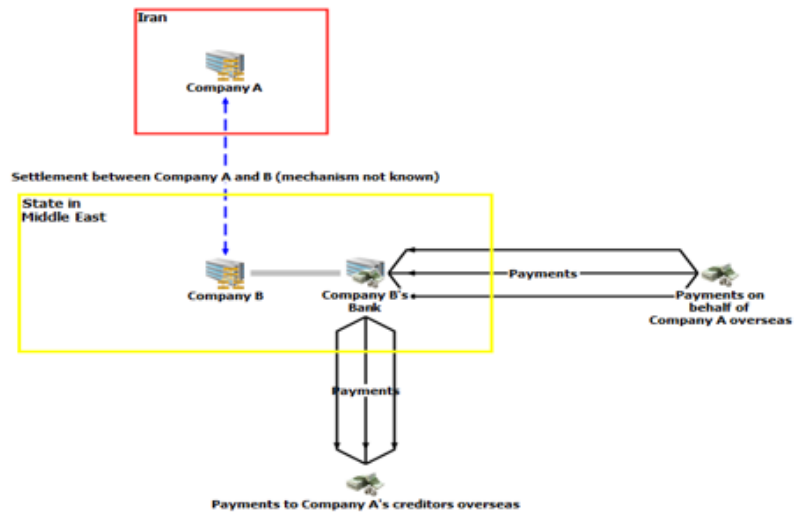 Iran
Company A
Settlement between Company A and B (mechanism not known)
State in
Middle East
Company B
Company B's
Bank
Payments
Payments on
behalf of
Company A overseas
Payments
Payments to Company A's creditors overseas